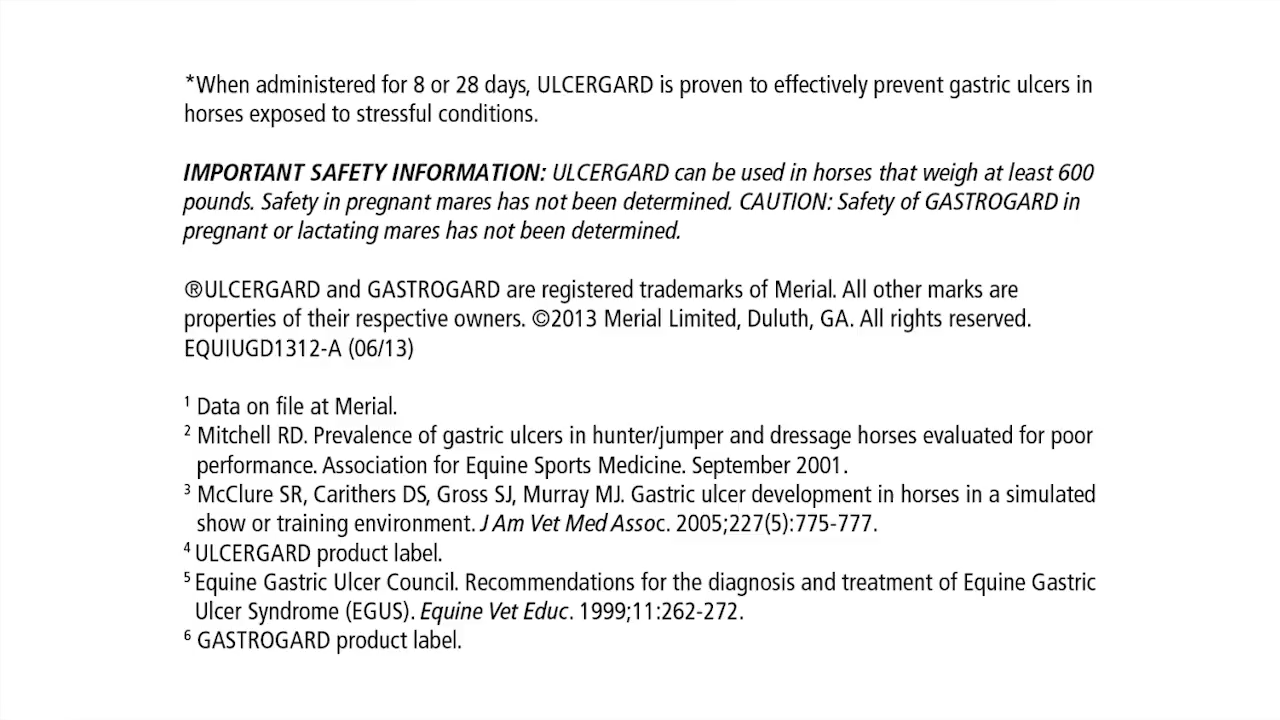 *When administered for 8 or 28 days, ULCERGARD is proven to effectively prevent gastric ulcers in
horses exposed to stressful conditions.
IMPORTANT SAFETY INFORMATION: ULCERGARD can be used in horses that weigh at least 600
pounds. Safety in pregnant mares has not been determined. CAUTION: Safety of GASTROGARD in
pregnant or lactating mares has not been determined.
®ULCERGARD and GASTROGARD are registered trademarks of Merial. All other marks are
properties of their respective owners. ©2013 Merial Limited, Duluth, GA. All rights reserved.
EQUIUGD1312-A (06/13)
¹ Data on file at Merial.
² Mitchell RD. Prevalence of gastric ulcers in hunter/jumper and dressage horses evaluated for poor
performance. Association for Equine Sports Medicine. September 2001.
³ McClure SR, Carithers DS, Gross SJ, Murray MJ. Gastric ulcer development in horses in a simulated
show or training environment. J Am Vet Med Assoc. 2005;227(5):775-777.
⁴ ULCERGARD product label.
⁵ Equine Gastric Ulcer Council. Recommendations for the diagnosis and treatment of Equine Gastric
Ulcer Syndrome (EGUS). Equine Vet Educ. 1999;11:262-272.
⁶ GASTROGARD product label.